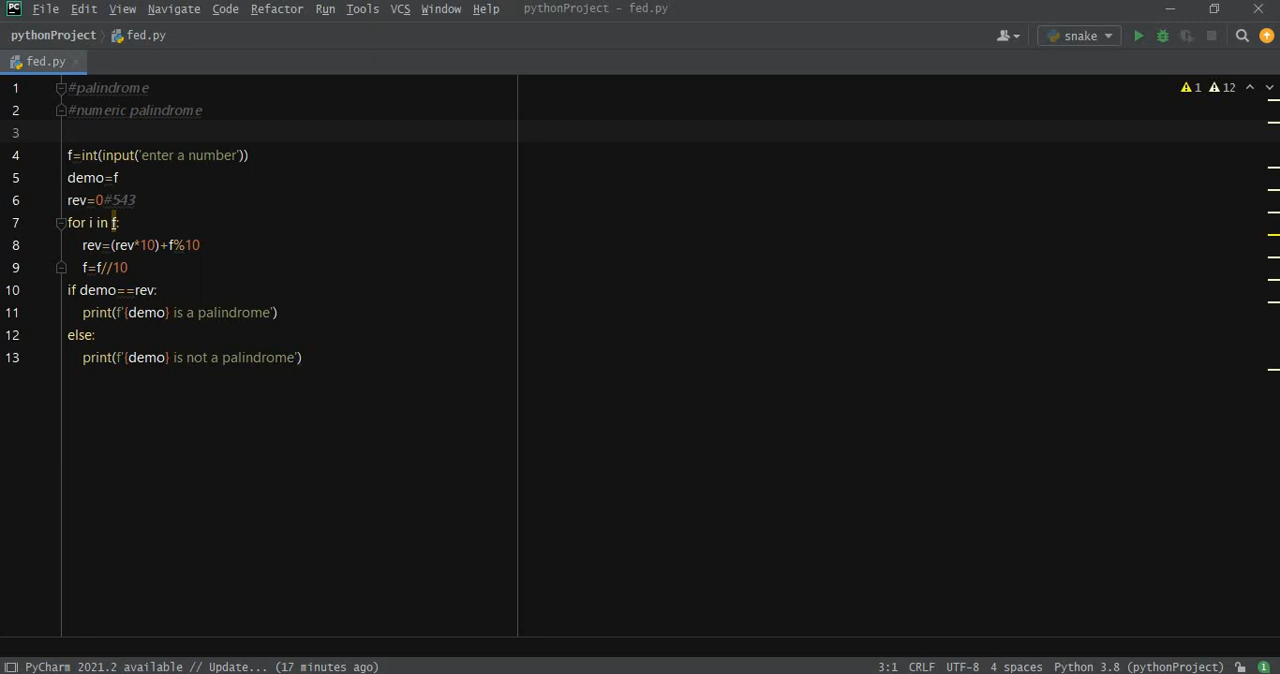 PC File Edit View Navigate Code Refactor Run Tools VCS Window Help pythonProject - fed.py
pythonProject fed.py snake
fed.py
1 #palindrome 1 12
2 #numeric palindrome
3
4 f=int(input('enter a number'))
5 demo=f
6 rev=0#543
7 for i in f:
8 rev=(rev*10)+f%10
9 f=f//10
10 if demo==rev:
11 print(f'{demo} is a palindrome')
12 else:
13 print(f'{demo} is not a palindrome')
PyCharm 2021.2 available // Update... (17 minutes ago) 3:1 CRLF UTF-8 4 spaces Python 3.8 (pythonProject) 1